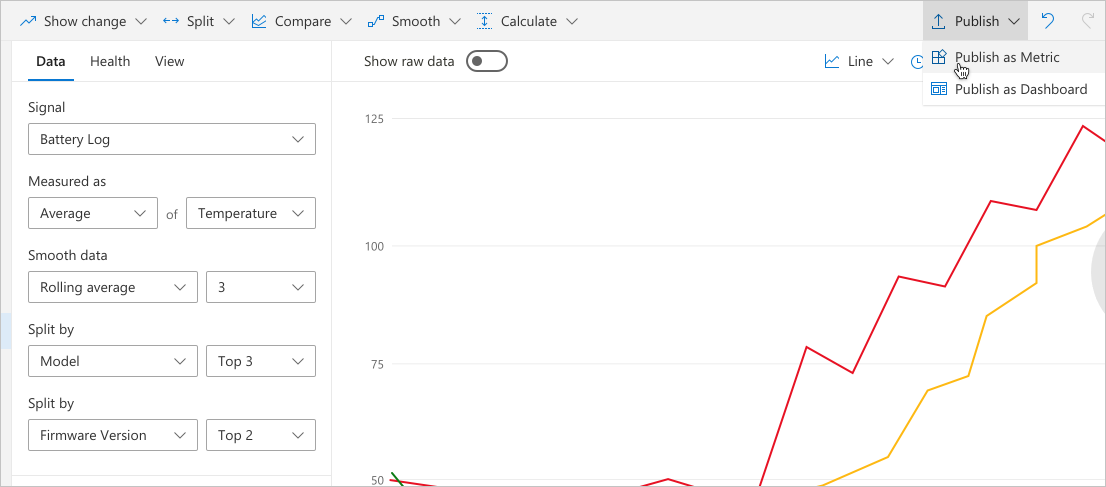 Show change Split Compare Smooth Calculate Publish
Data Health View
Show raw data
Line
Publish as Metric
Publish as Dashboard
Signal
Battery Log
Measured as
Average of Temperature
Smooth data
Rolling average 3
Split by
Model Top 3
Split by
Firmware Version Top 2
125
100
75
50